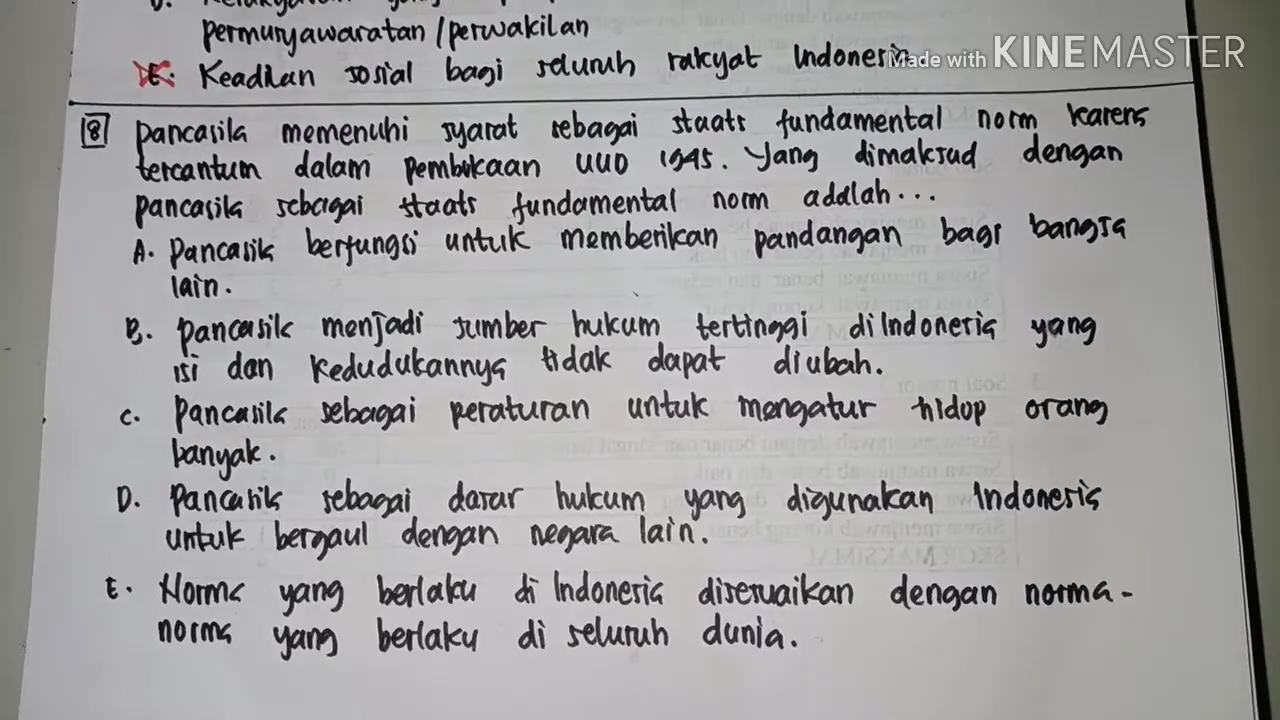 permusyawaratan / perwakilan
E. Keadilan sosial bagi seluruh rakyat Indonesia
Made with KINEMASTER
8 Pancasila memenuhi syarat sebagai staats fundamental norm karena
tercantum dalam pembukaan UUD 1945. Yang dimaksud dengan
pancasila sebagai staats fundamental norm adalah...
A. Pancasila berfungsi untuk memberikan pandangan bagi bangsa
lain.
B. Pancasila menjadi sumber hukum tertinggi di Indonesia yang
isi dan kedudukannya tidak dapat diubah.
C. Pancasila sebagai peraturan untuk mengatur hidup orang
banyak.
D. Pancasila sebagai dasar hukum yang digunakan Indonesia
untuk bergaul dengan negara lain.
E. Norma yang berlaku di Indonesia disesuaikan dengan norma-
norma yang berlaku di seluruh dunia.